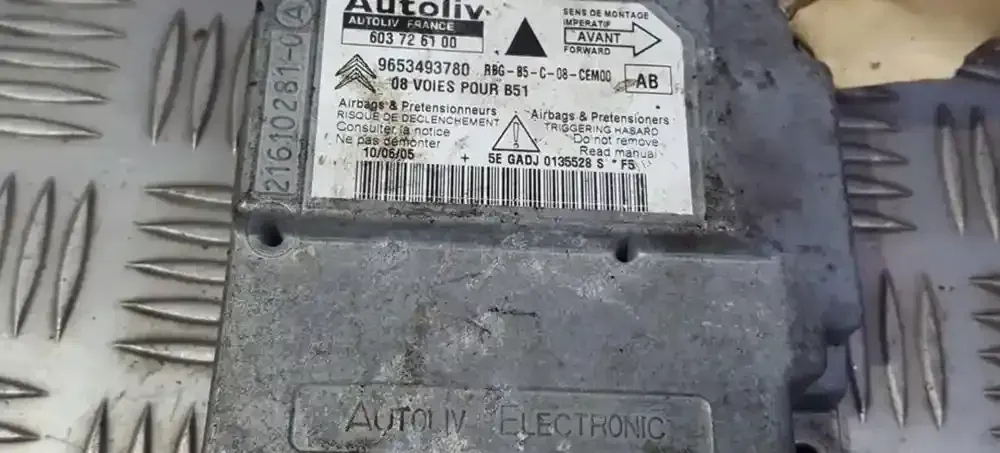 Autoliv
AUTOLIV FRANCE
603 72 61 00
SENS DE MONTAGE
IMPERATIF
AVANT
FORWARD
9653493780 RBG-B5-C-08-CEM00
AB
08 VOIES POUR B51
Airbags & Pretensionneurs
RISQUE DE DECLENCHEMENT
Consulter la notice
Ne pas démonter
Airbags & Pretensioners
TRIGGERING HASARD
Do not remove
Read manual
10/06/05 + 5E GADJ 0135528 S * F5
21610281-0 A
AUTOLIV ELECTRONIC